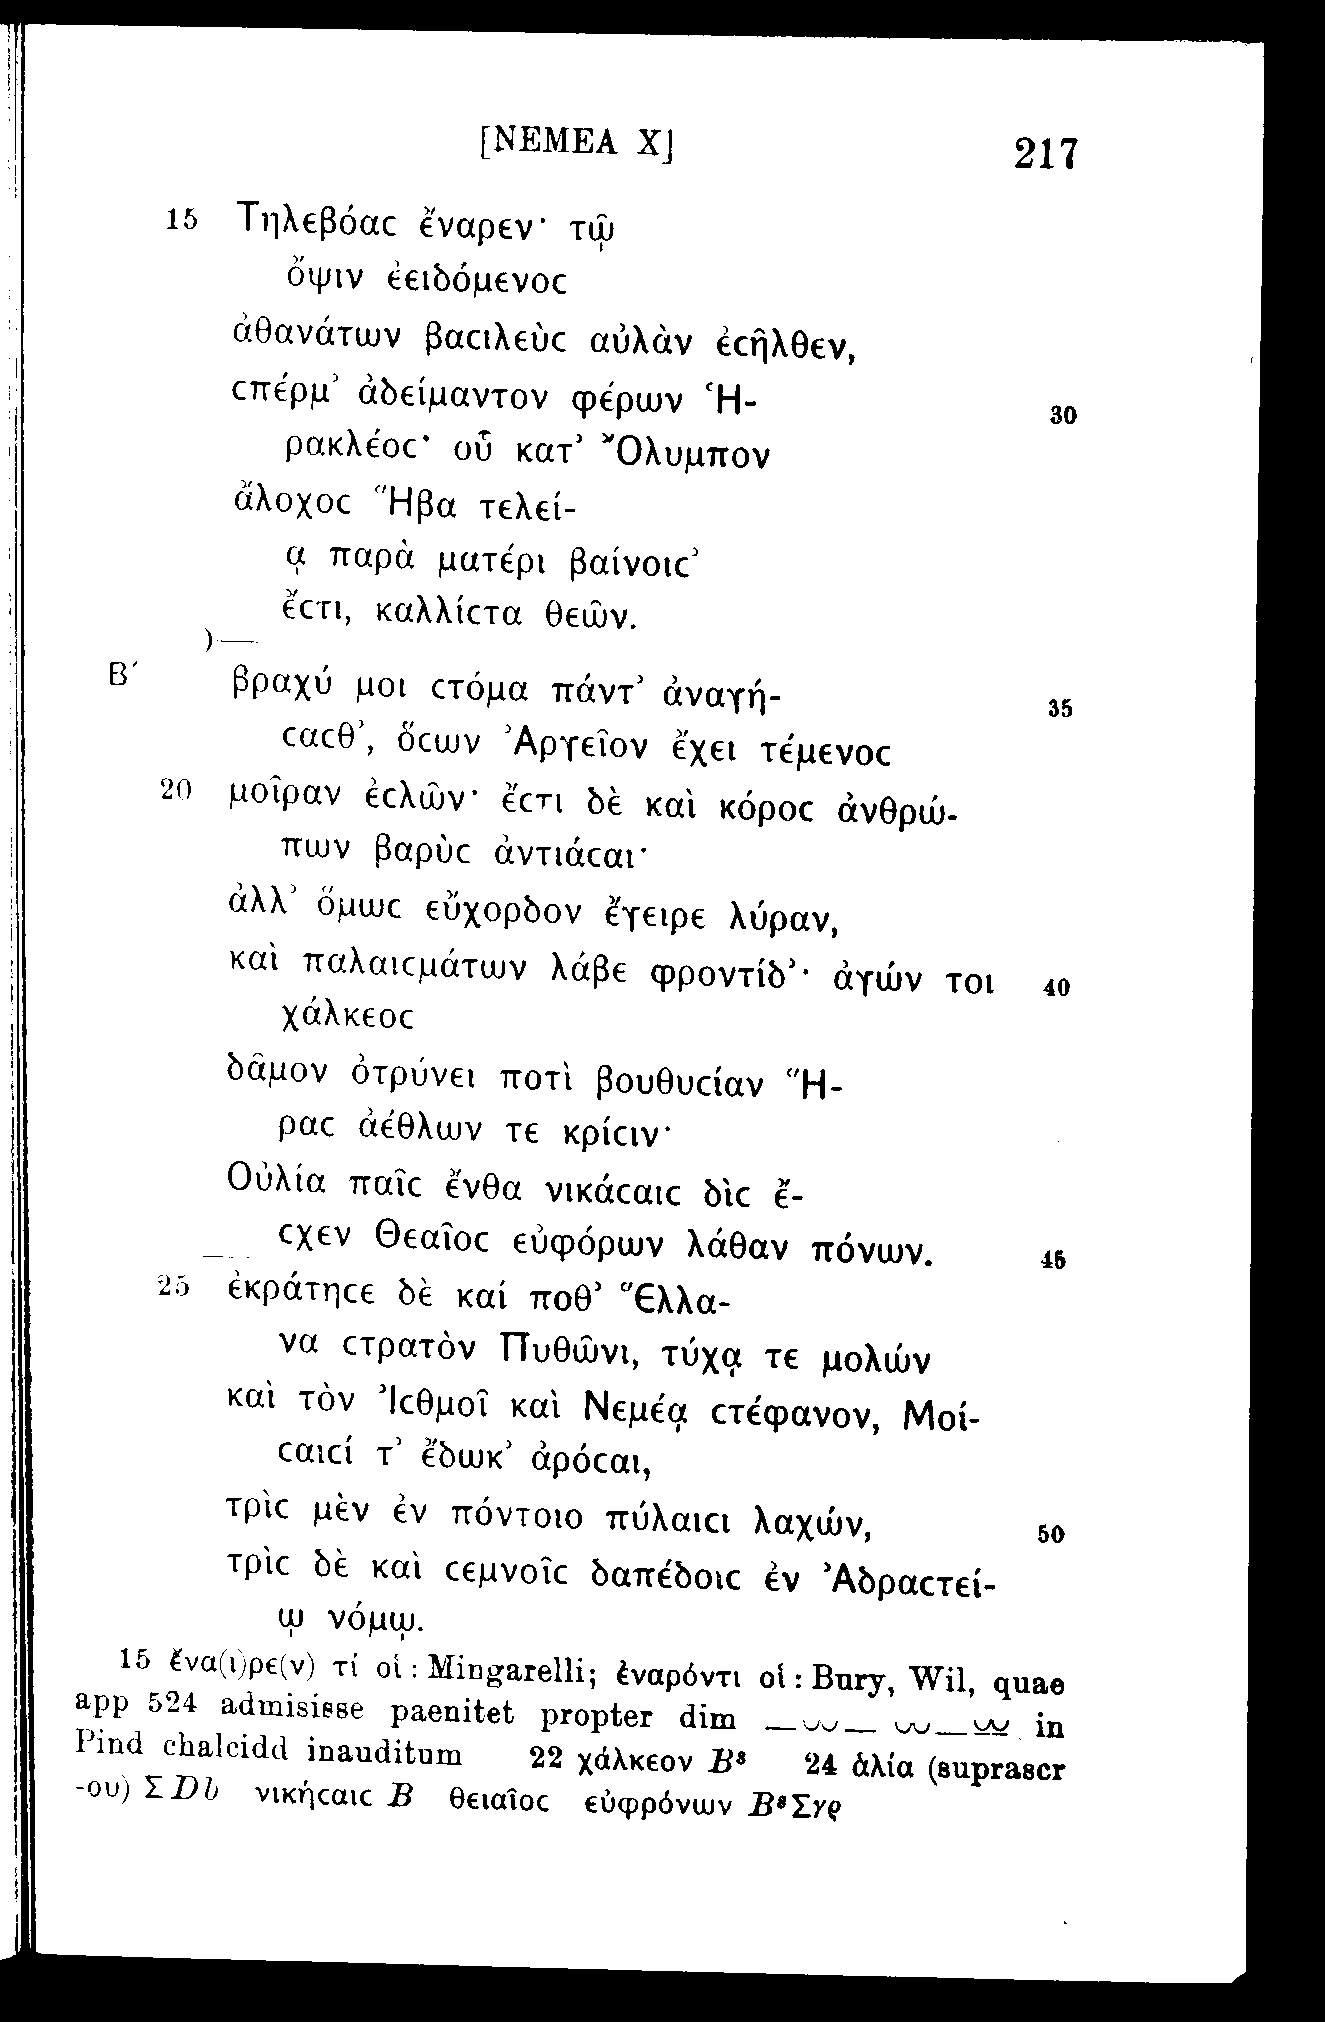 [ΝΕΜΕΑ Χ] 217
15 Τηλεβόαϲ ἔναρεν· τῷ
ὄψιν ἐειδόμενοϲ
ἀθανάτων βαϲιλεὺϲ αὐλὰν ἐϲῆλθεν,
ϲπέρμ’ ἀδείμαντον φέρων Ἡ- 30
ρακλέοϲ· οὗ κατ’ Ὄλυμπον
ἄλοχοϲ Ἥβα τελεί-
ᾳ παρὰ ματέρι βαίνοιϲ’
ἔϲτι, καλλίϲτα θεῶν.
)—
Β´ βραχύ μοι ϲτόμα πάντ’ ἀναγή- 35
ϲαϲθ’, ὅϲων Ἀργεῖον ἔχει τέμενοϲ
20 μοῖραν ἐϲλῶν· ἔϲτι δὲ καὶ κόροϲ ἀνθρώ-
πων βαρὺϲ ἀντιάϲαι·
ἀλλ’ ὅμωϲ εὔχορδον ἔγειρε λύραν,
καὶ παλαιϲμάτων λάβε φροντίδ’· ἀγών τοι 40
χάλκεοϲ
δᾶμον ὀτρύνει ποτὶ βουθυϲίαν Ἥ-
ραϲ ἀέθλων τε κρίϲιν·
Οὐλία παῖϲ ἔνθα νικάϲαιϲ δὶϲ ἔ-
ϲχεν Θεαῖοϲ εὐφόρων λάθαν πόνων. 45
25 ἐκράτηϲε δὲ καί ποθ’ Ἕλλα-
να ϲτρατὸν Πυθῶνι, τύχᾳ τε μολών
καὶ τὸν Ἰϲθμοῖ καὶ Νεμέᾳ ϲτέφανον, Μοί-
ϲαιϲί τ’ ἔδωκ’ ἀρόϲαι,
τρὶϲ μὲν ἐν πόντοιο πύλαιϲι λαχών, 50
τρὶϲ δὲ καὶ ϲεμνοῖϲ δαπέδοιϲ ἐν Ἀδραϲτεί-
ῳ νόμῳ.
15 ἔνα(ι)ρε(ν) τί οἱ : Mingarelli; ἐναρόντι οἱ : Bury, Wil, quae
app 524 admisisse paenitet propter dim —⏑⏑— ⏑⏑—⏓⏓ in
Pind chalcidd inauditum 22 χάλκεον Bˢ 24 ἁλία (suprascr
-ου) Σ Db νικήϲαιϲ B θειαῖοϲ εὐφρόνων BˢΣγρ